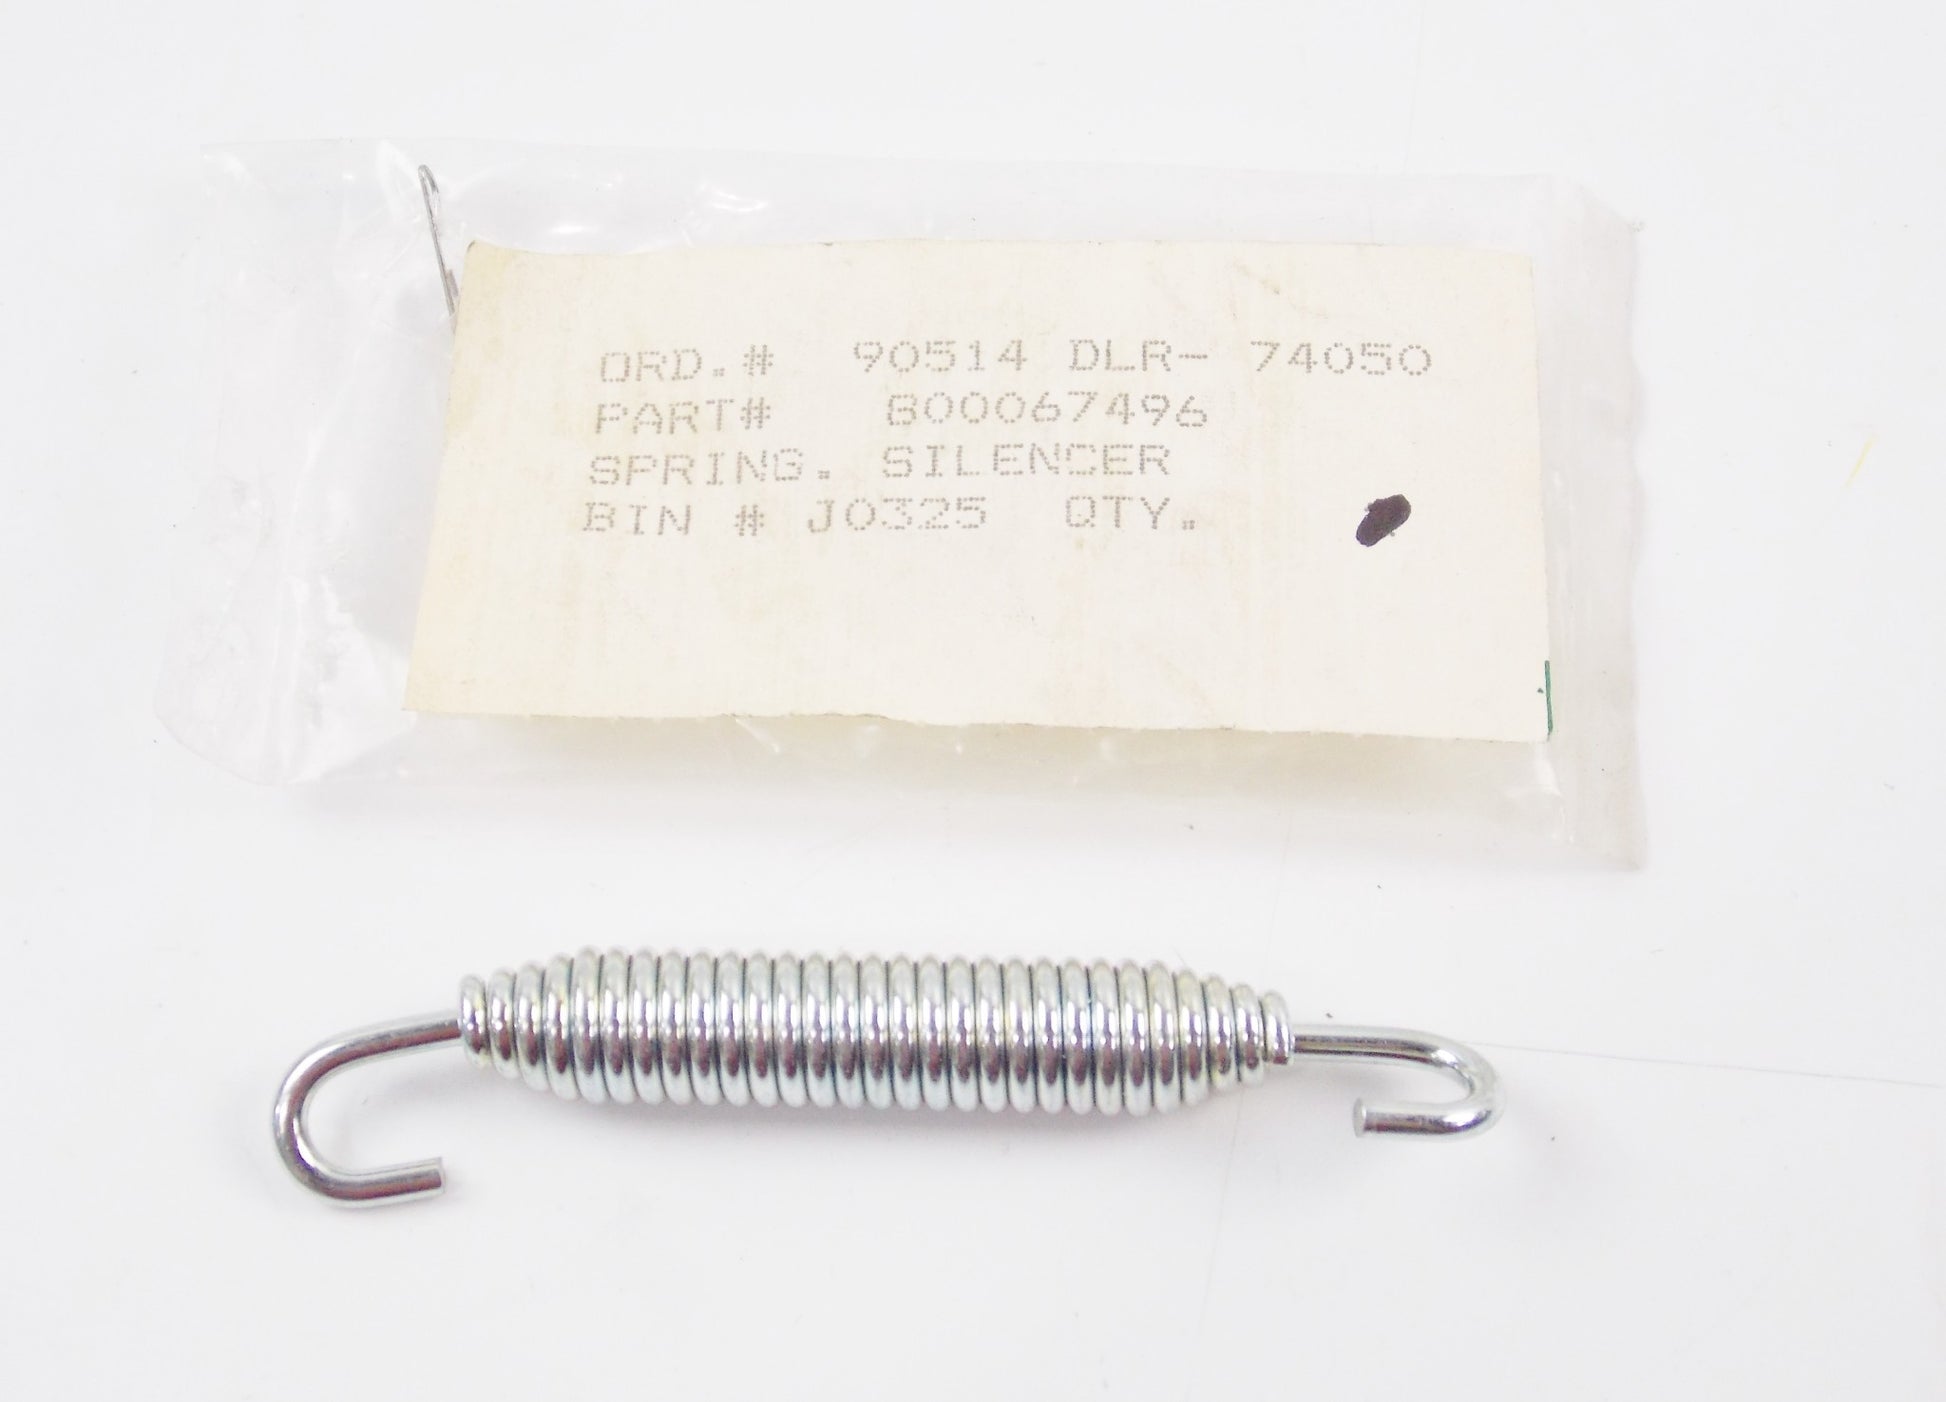 ORD.# 90514 DLR- 74050
PART# 800067496
SPRING. SILENCER
BIN # J0325 QTY.